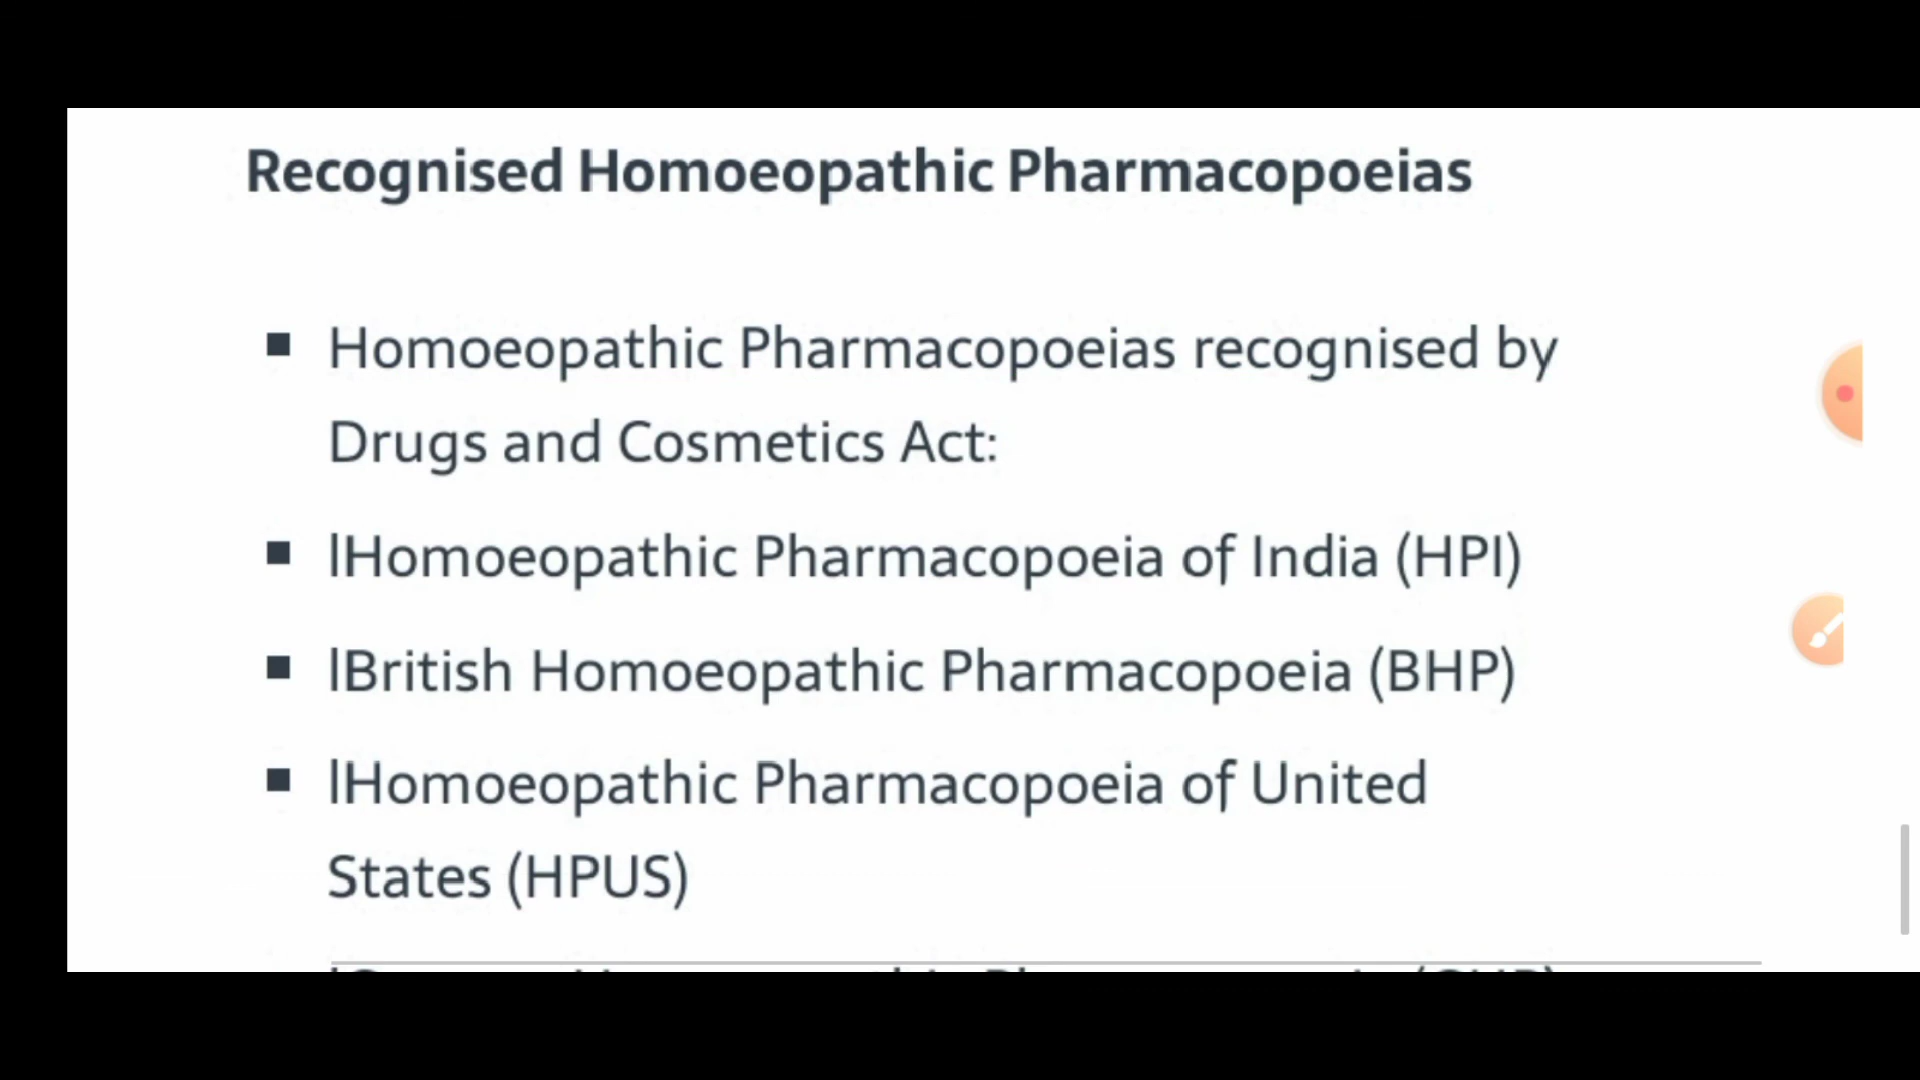 Recognised Homoeopathic Pharmacopoeias
▪ Homoeopathic Pharmacopoeias recognised by
Drugs and Cosmetics Act:
▪ lHomoeopathic Pharmacopoeia of India (HPI)
▪ lBritish Homoeopathic Pharmacopoeia (BHP)
▪ lHomoeopathic Pharmacopoeia of United
States (HPUS)